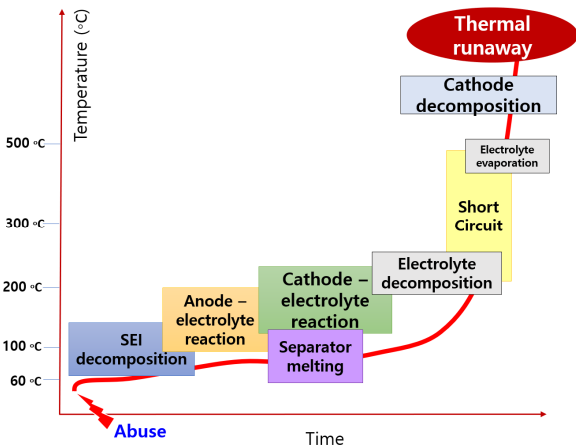 Thermal
runaway
Temperature (°C)
Cathode
decomposition
500 °C
Electrolyte
evaporation
Short
Circuit
300 °C
Electrolyte
decomposition
Cathode –
electrolyte
reaction
200 °C
Anode –
electrolyte
reaction
SEI
decomposition
Separator
melting
100 °C
60 °C
Abuse
Time